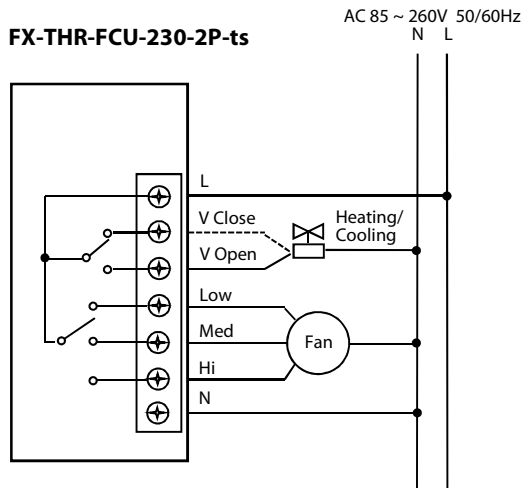 FX-THR-FCU-230-2P-ts
AC 85 ~ 260V 50/60Hz
N L
L
V Close
V Open
Heating/
Cooling
Low
Med
Hi
N
Fan